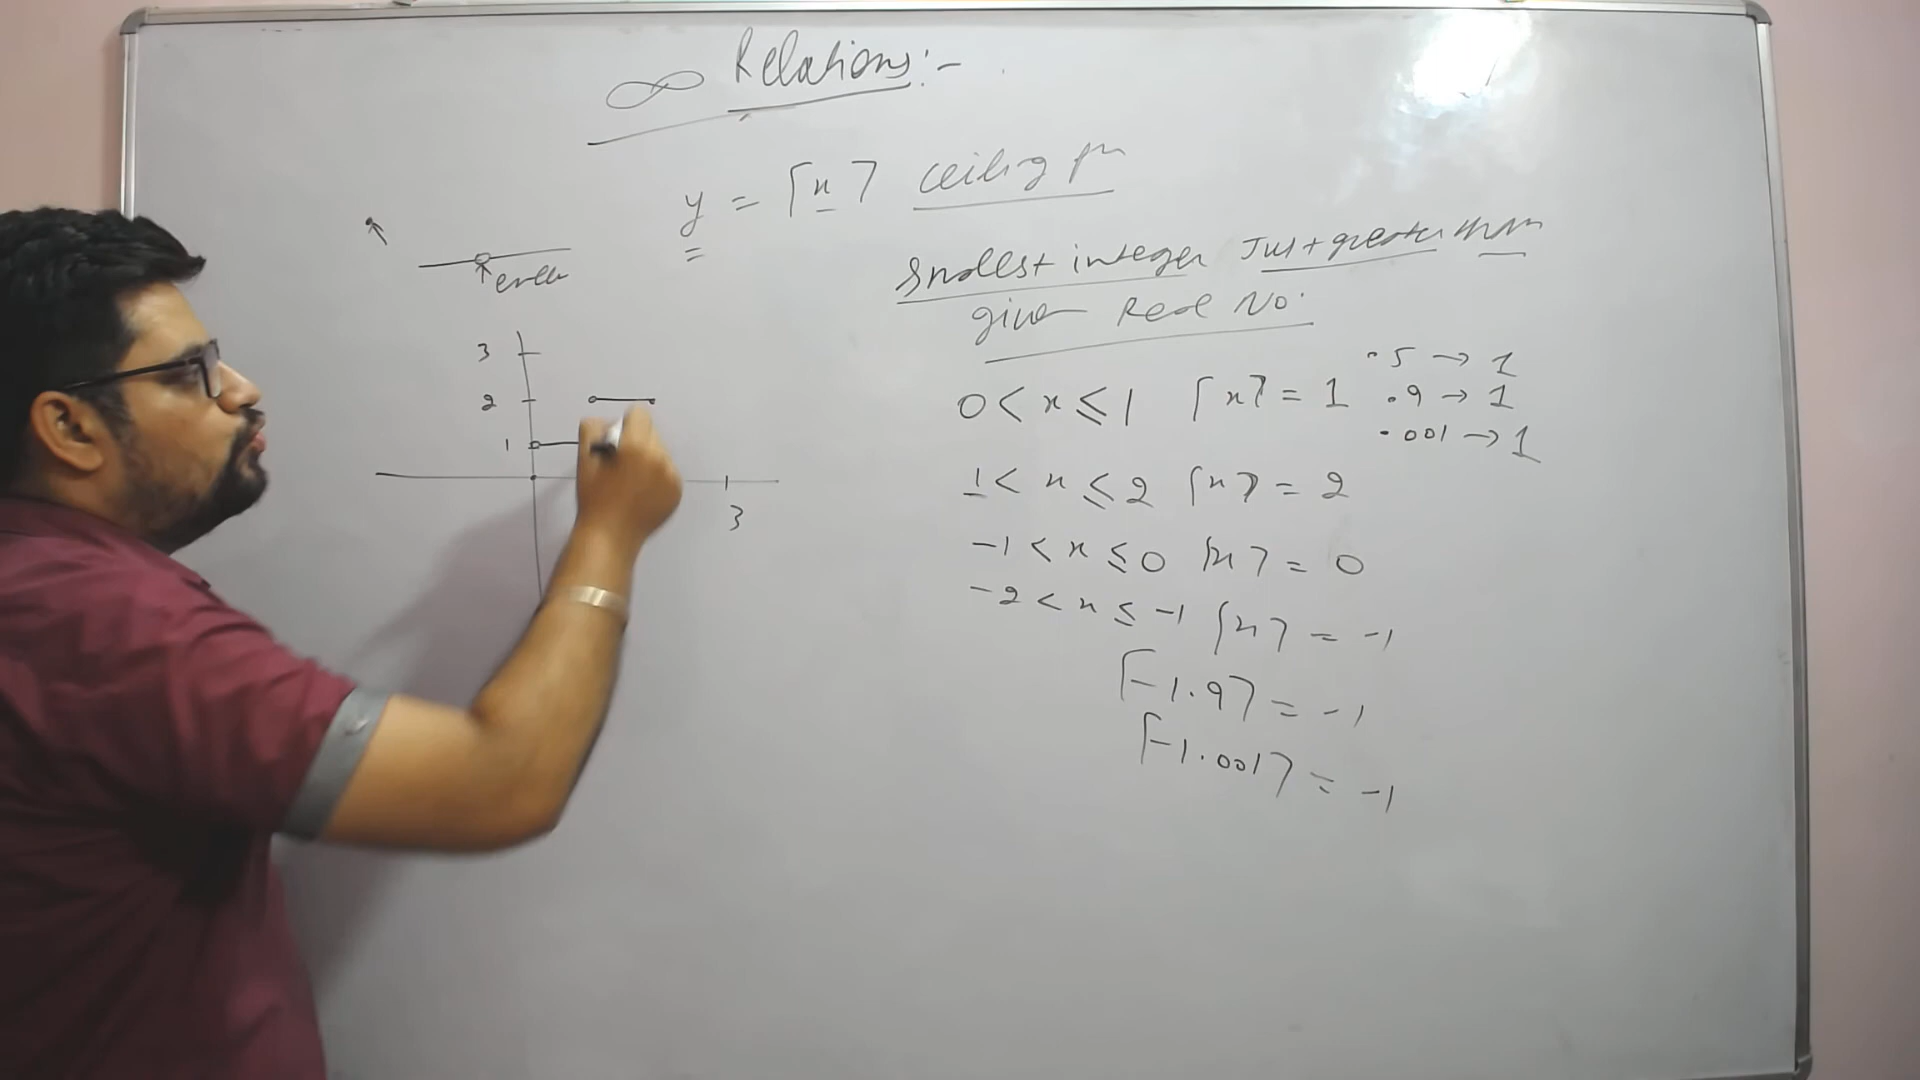 ∞ Relations:-
y = ⌈x⌉ ceiling fn
Smallest integer Just greater than
given Real No.
0 < x ≤ 1 ⌈x⌉ = 1
.5 → 1
.9 → 1
.001 → 1
1 < x ≤ 2 ⌈x⌉ = 2
-1 < x ≤ 0 ⌈x⌉ = 0
-2 < x ≤ -1 ⌈x⌉ = -1
⌈-1.9⌉ = -1
⌈-1.001⌉ = -1
3
2
1
3